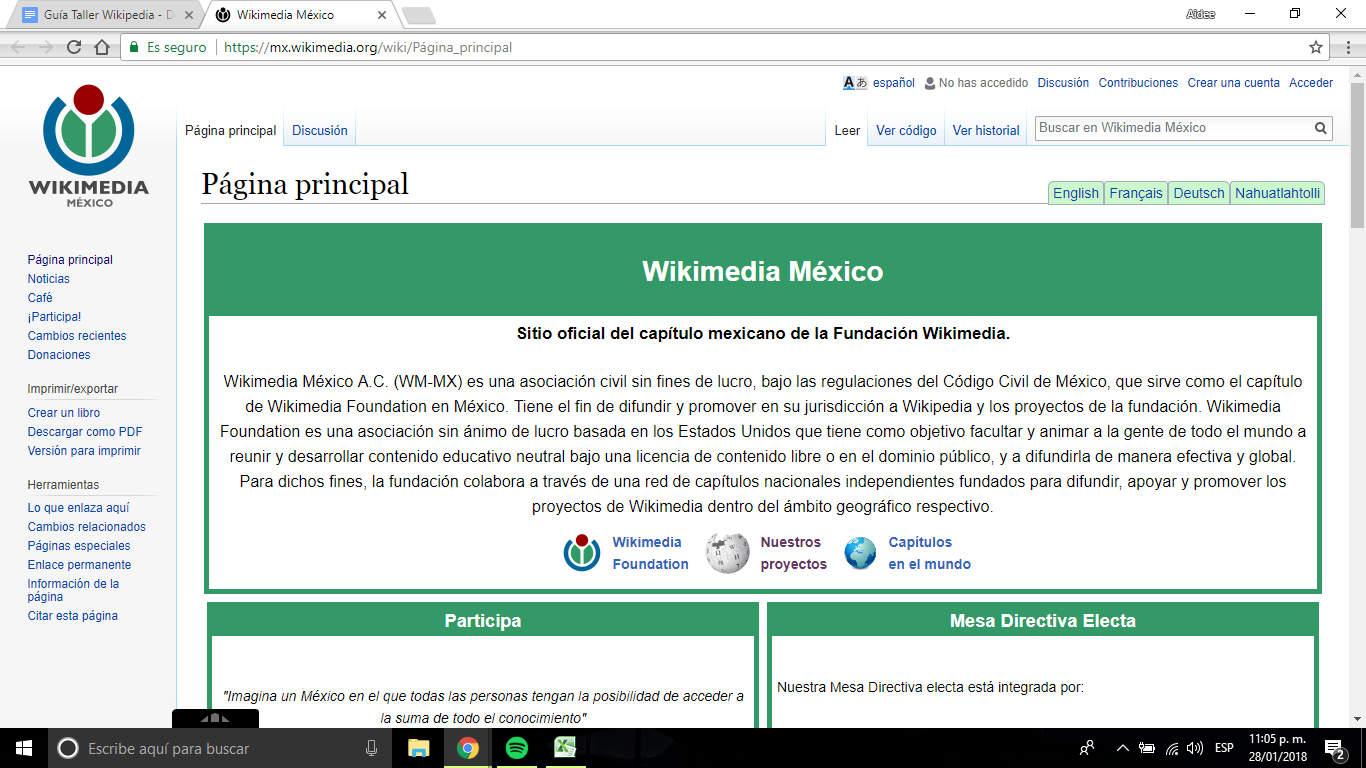 Guía Taller Wikipedia - D
Wikimedia México
Aidee
Es seguro
https://mx.wikimedia.org/wiki/Página_principal
A あ español
No has accedido
Discusión
Contribuciones
Crear una cuenta
Acceder
WIKIMEDIA
MÉXICO
Página principal
Discusión
Leer
Ver código
Ver historial
Buscar en Wikimedia México
Página principal
English
Français
Deutsch
Nahuatlahtolli
Página principal
Noticias
Café
¡Participa!
Cambios recientes
Donaciones
Imprimir/exportar
Crear un libro
Descargar como PDF
Versión para imprimir
Herramientas
Lo que enlaza aquí
Cambios relacionados
Páginas especiales
Enlace permanente
Información de la
página
Citar esta página
Wikimedia México
Sitio oficial del capítulo mexicano de la Fundación Wikimedia.
Wikimedia México A.C. (WM-MX) es una asociación civil sin fines de lucro, bajo las regulaciones del Código Civil de México, que sirve como el capítulo
de Wikimedia Foundation en México. Tiene el fin de difundir y promover en su jurisdicción a Wikipedia y los proyectos de la fundación. Wikimedia
Foundation es una asociación sin ánimo de lucro basada en los Estados Unidos que tiene como objetivo facultar y animar a la gente de todo el mundo a
reunir y desarrollar contenido educativo neutral bajo una licencia de contenido libre o en el dominio público, y a difundirla de manera efectiva y global.
Para dichos fines, la fundación colabora a través de una red de capítulos nacionales independientes fundados para difundir, apoyar y promover los
proyectos de Wikimedia dentro del ámbito geográfico respectivo.
Wikimedia
Foundation
Nuestros
proyectos
Capítulos
en el mundo
Participa
"Imagina un México en el que todas las personas tengan la posibilidad de acceder a
la suma de todo el conocimiento"
Mesa Directiva Electa
Nuestra Mesa Directiva electa está integrada por:
Escribe aquí para buscar
ESP
11:05 p. m.
28/01/2018
2